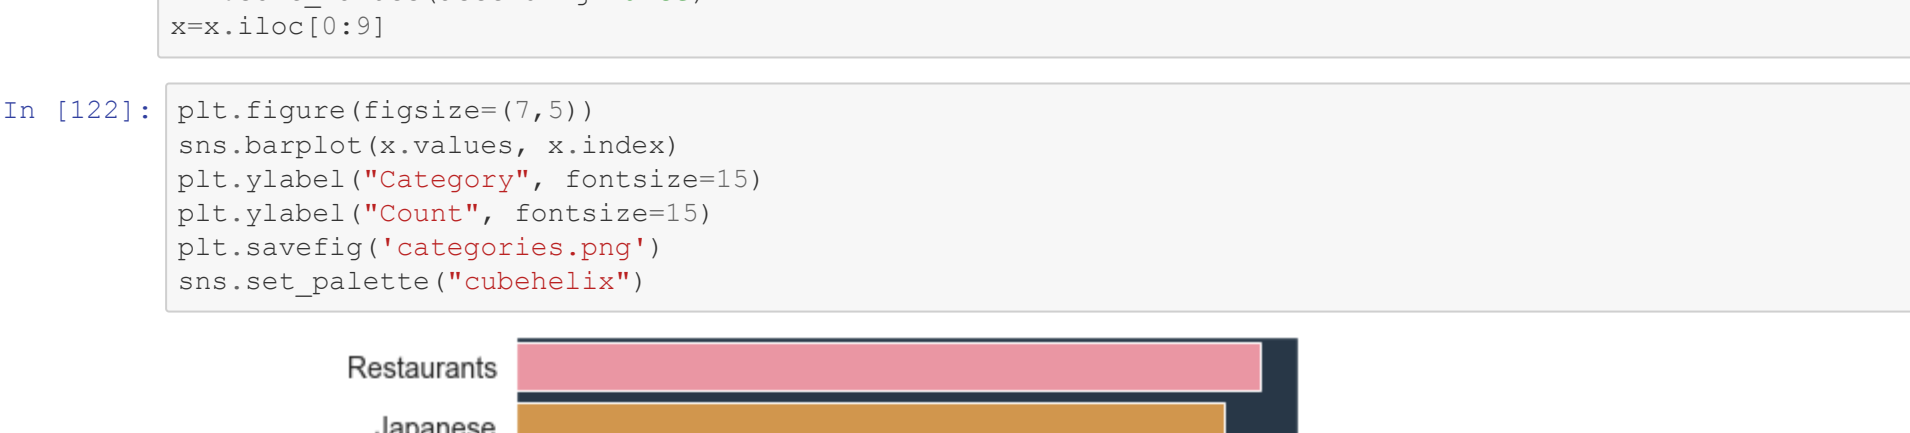 x=x.iloc[0:9]
In [122]: plt.figure(figsize=(7,5))
sns.barplot(x.values, x.index)
plt.ylabel("Category", fontsize=15)
plt.ylabel("Count", fontsize=15)
plt.savefig('categories.png')
sns.set_palette("cubehelix")
Restaurants
Japanese